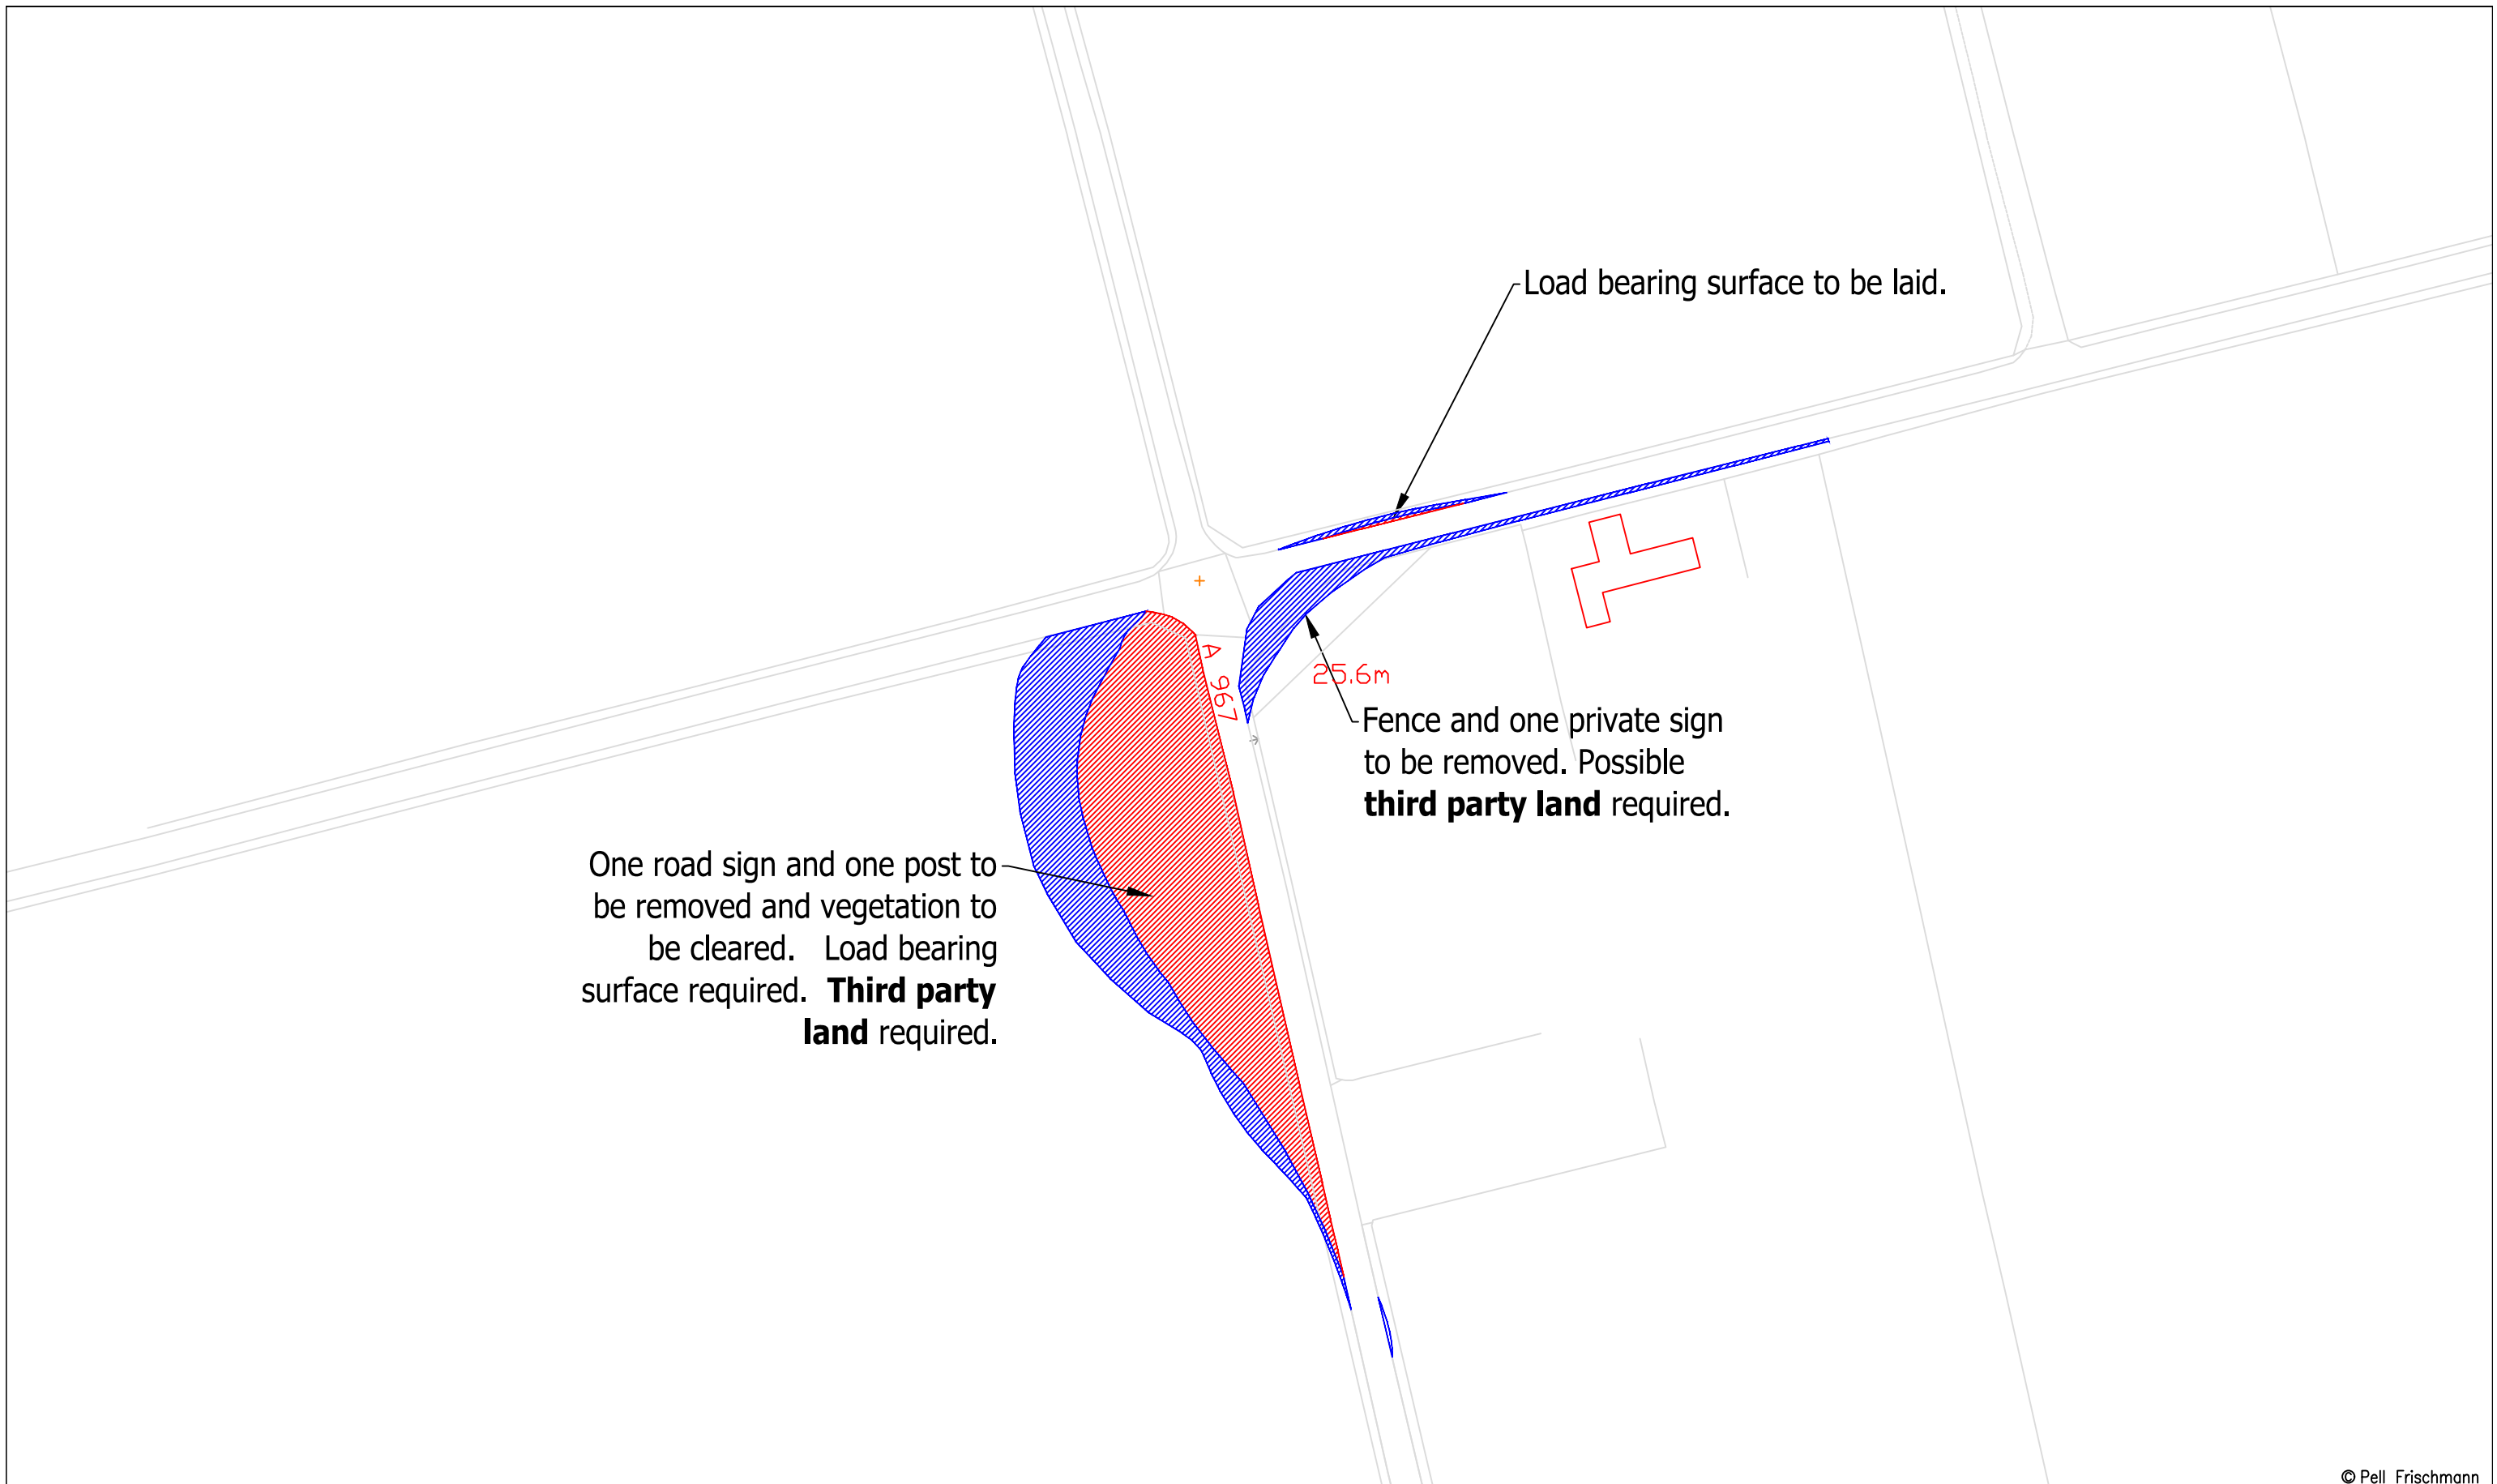 Load bearing surface to be laid.
A 967
25.6m
Fence and one private sign
to be removed. Possible
third party land required.
One road sign and one post to
be removed and vegetation to
be cleared. Load bearing
surface required. Third party
land required.
© Pell Frischmann